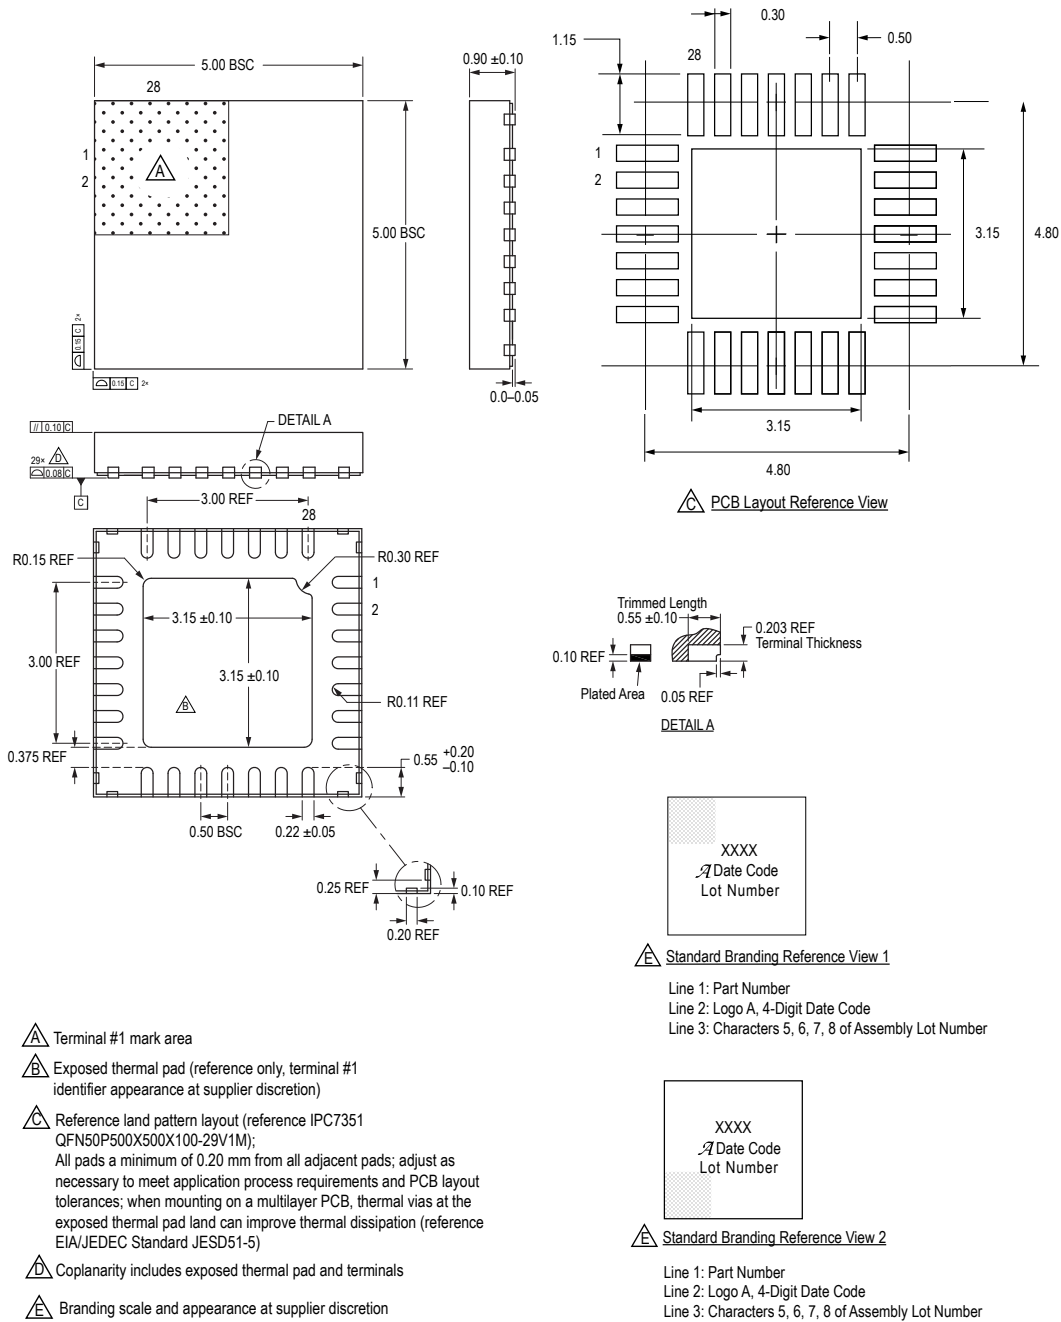 5.00 BSC
28
1
2
A
5.00 BSC
2×
0.15 C
0.15 C 2×
0.90 ±0.10
0.0–0.05
1.15
0.30
0.50
28
1
2
3.15
4.80
3.15
4.80
C PCB Layout Reference View
// 0.10 C
29× D
0.08 C
C
DETAIL A
3.00 REF
28
R0.15 REF
R0.30 REF
1
2
3.15 ±0.10
3.00 REF
3.15 ±0.10
B
R0.11 REF
0.375 REF
0.55 +0.20
–0.10
0.50 BSC
0.22 ±0.05
0.25 REF
0.10 REF
0.20 REF
Trimmed Length
0.55 ±0.10
0.203 REF
Terminal Thickness
0.10 REF
Plated Area
0.05 REF
DETAIL A
XXXX
A Date Code
Lot Number
E Standard Branding Reference View 1
Line 1: Part Number
Line 2: Logo A, 4-Digit Date Code
Line 3: Characters 5, 6, 7, 8 of Assembly Lot Number
XXXX
A Date Code
Lot Number
E Standard Branding Reference View 2
Line 1: Part Number
Line 2: Logo A, 4-Digit Date Code
Line 3: Characters 5, 6, 7, 8 of Assembly Lot Number
A Terminal #1 mark area
B Exposed thermal pad (reference only, terminal #1
identifier appearance at supplier discretion)
C Reference land pattern layout (reference IPC7351
QFN50P500X500X100-29V1M);
All pads a minimum of 0.20 mm from all adjacent pads; adjust as
necessary to meet application process requirements and PCB layout
tolerances; when mounting on a multilayer PCB, thermal vias at the
exposed thermal pad land can improve thermal dissipation (reference
EIA/JEDEC Standard JESD51-5)
D Coplanarity includes exposed thermal pad and terminals
E Branding scale and appearance at supplier discretion